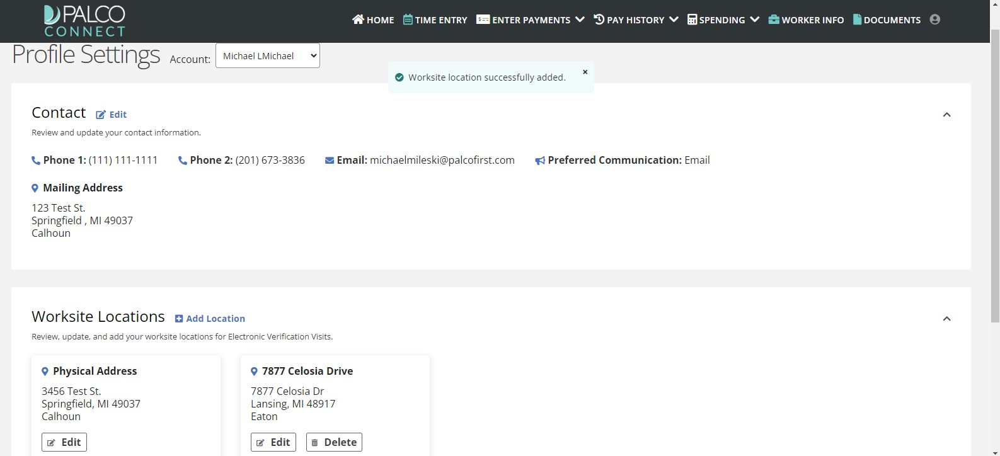 PALCO
CONNECT
HOME TIME ENTRY ENTER PAYMENTS PAY HISTORY SPENDING WORKER INFO DOCUMENTS
Profile Settings Account: Michael LMichael
Worksite location successfully added.
Contact Edit
Review and update your contact information.
Phone 1: (111) 111-1111 Phone 2: (201) 673-3836 Email: michaelmileski@palcofirst.com Preferred Communication: Email
Mailing Address
123 Test St.
Springfield , MI 49037
Calhoun
Worksite Locations Add Location
Review, update, and add your worksite locations for Electronic Verification Visits.
Physical Address
3456 Test St.
Springfield, MI 49037
Calhoun
Edit
7877 Celosia Drive
7877 Celosia Dr
Lansing, MI 48917
Eaton
Edit Delete